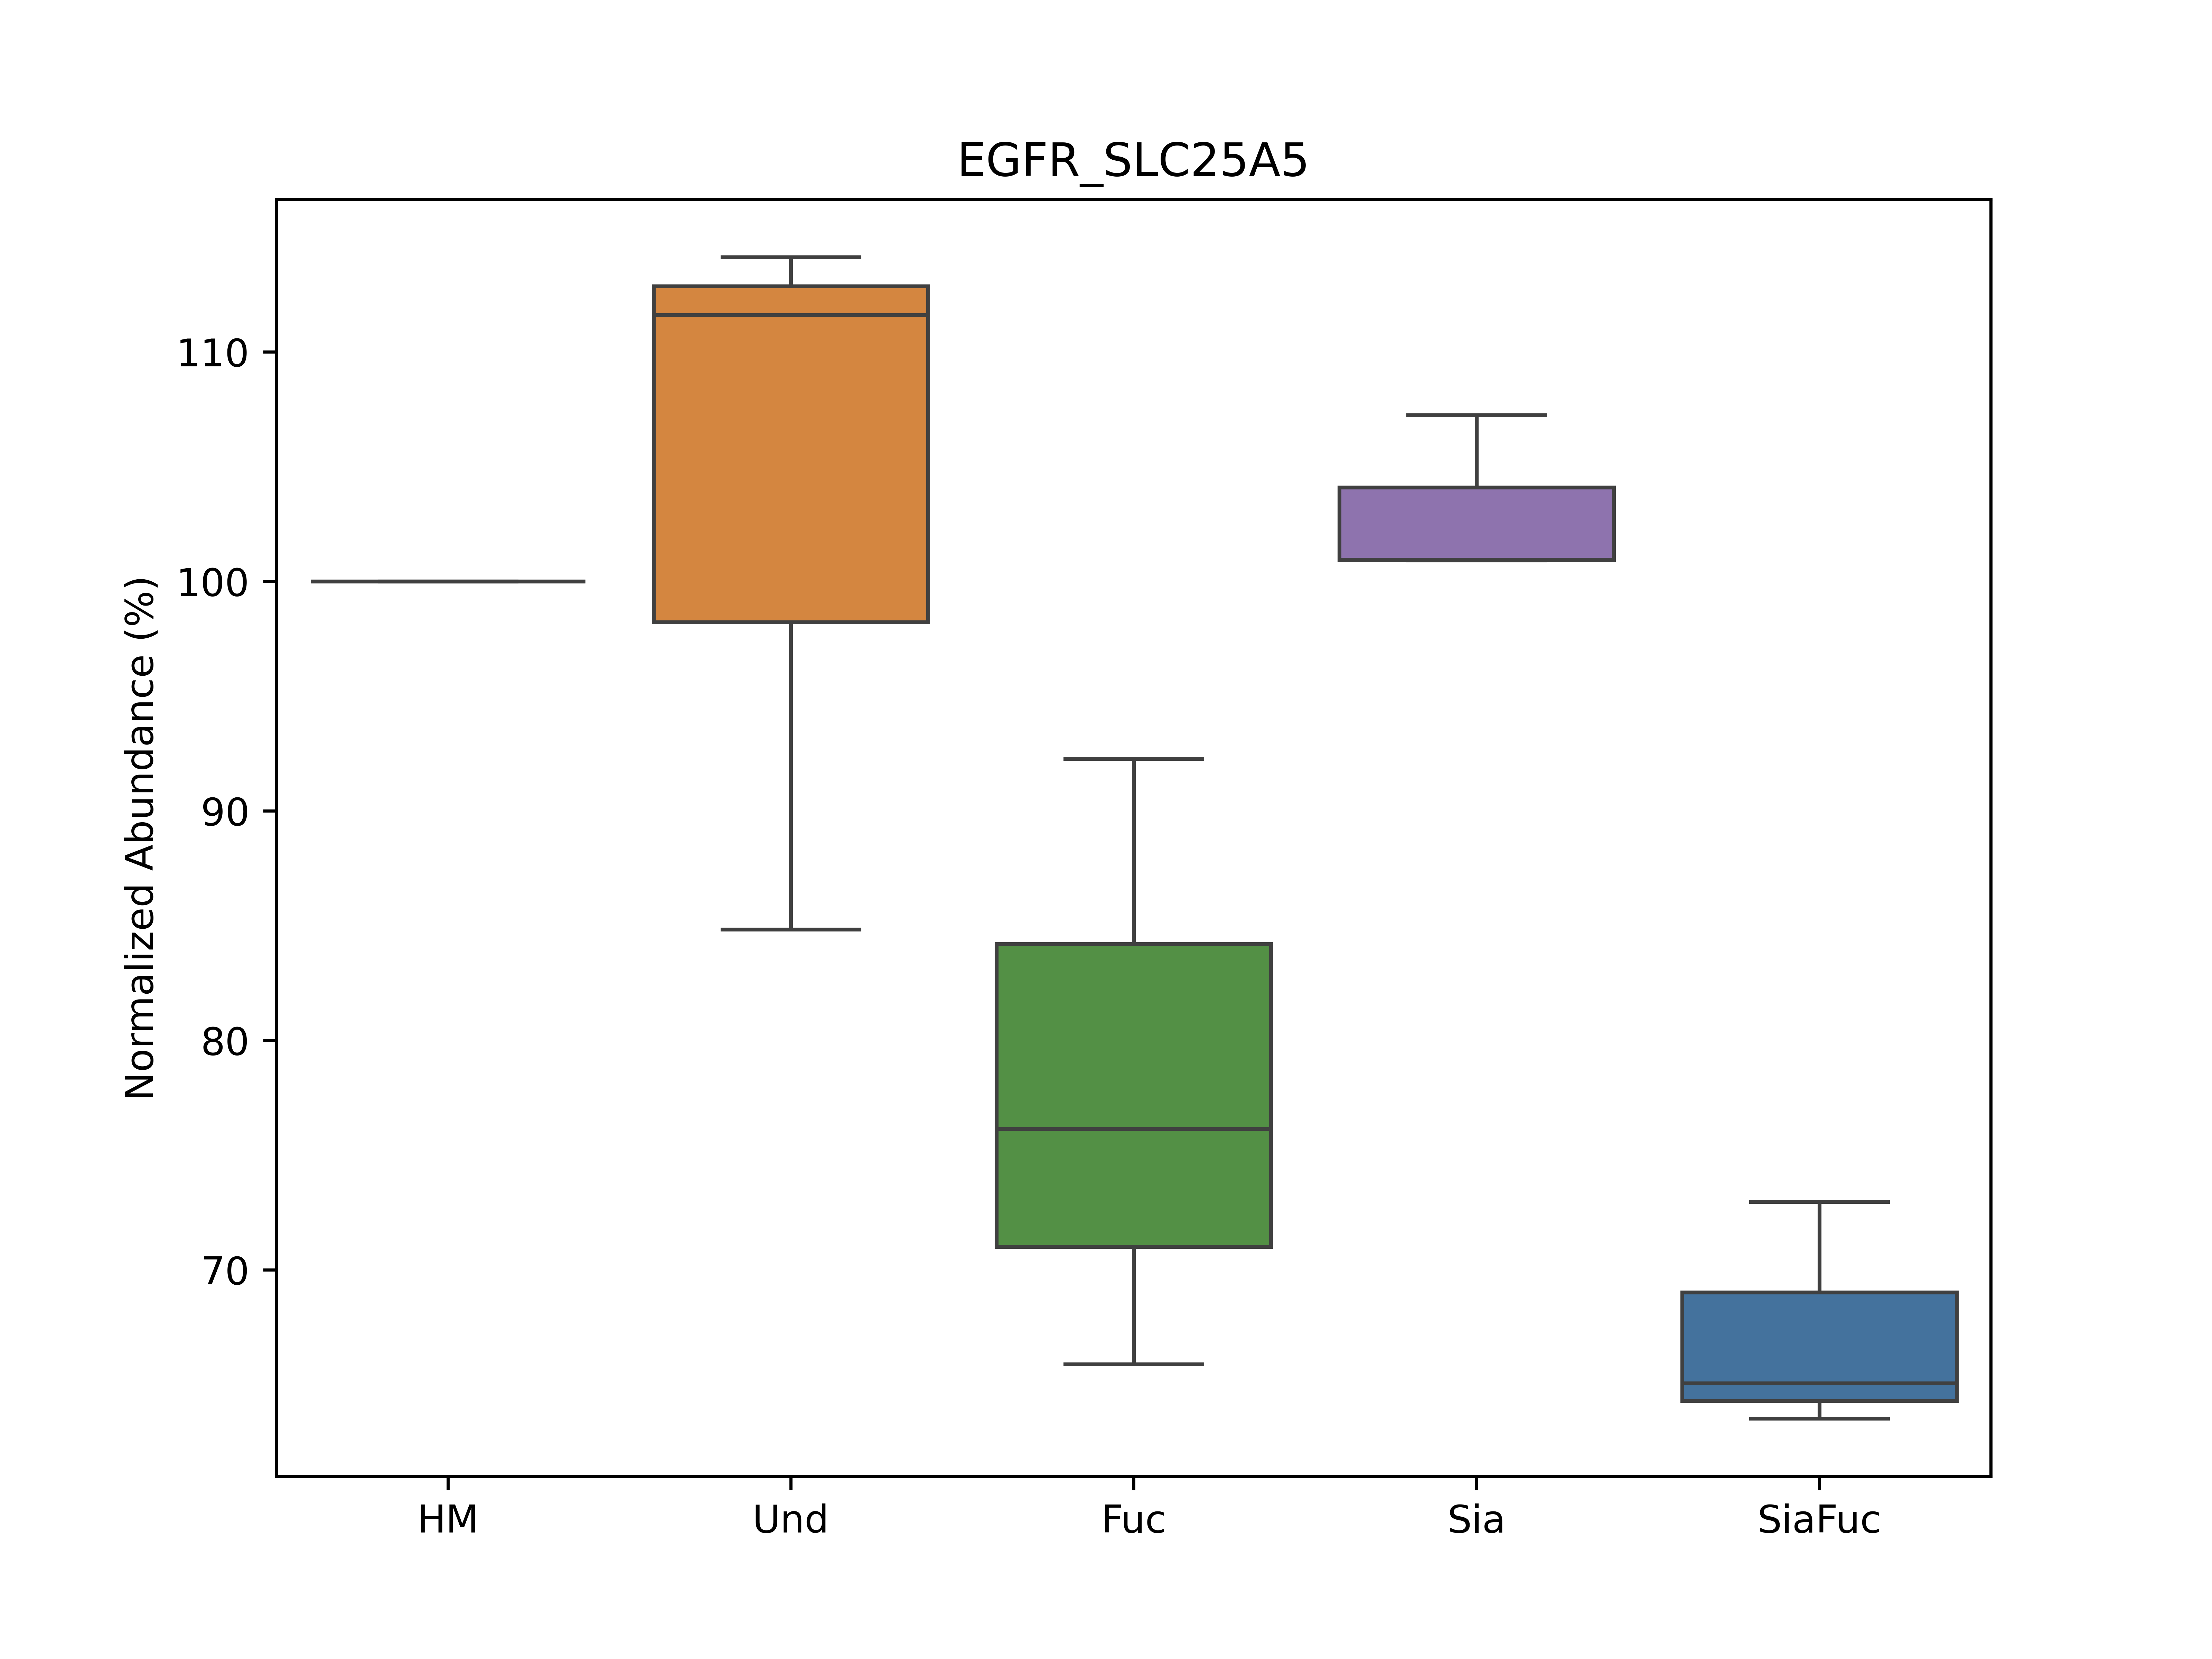 EGFR_SLC25A5
Normalized Abundance (%)
110
100
90
80
70
HM
Und
Fuc
Sia
SiaFuc